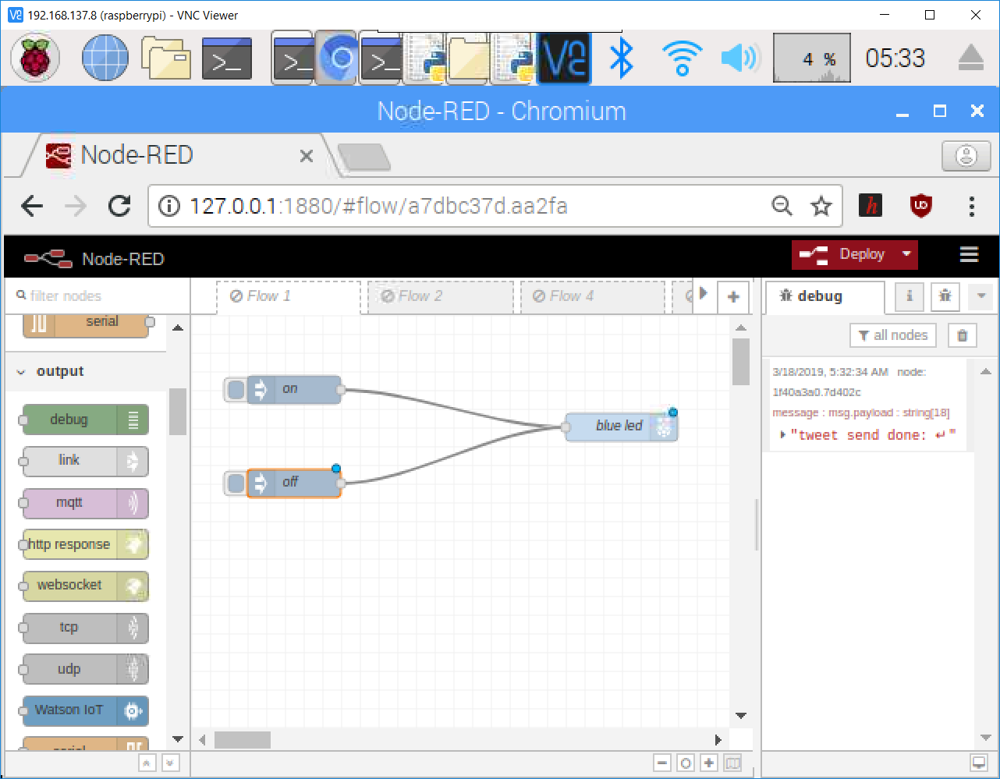 192.168.137.8 (raspberrypi) - VNC Viewer
4 %
05:33
Node-RED - Chromium
Node-RED
127.0.0.1:1880/#flow/a7dbc37d.aa2fa
Node-RED
Deploy
filter nodes
Flow 1
Flow 2
Flow 4
debug
all nodes
serial
output
debug
link
mqtt
http response
websocket
tcp
udp
Watson IoT
serial
on
off
blue led
3/18/2019, 5:32:34 AM node:
1f40a3a0.7d402c
message : msg.payload : string[18]
"tweet send done: ↵ "